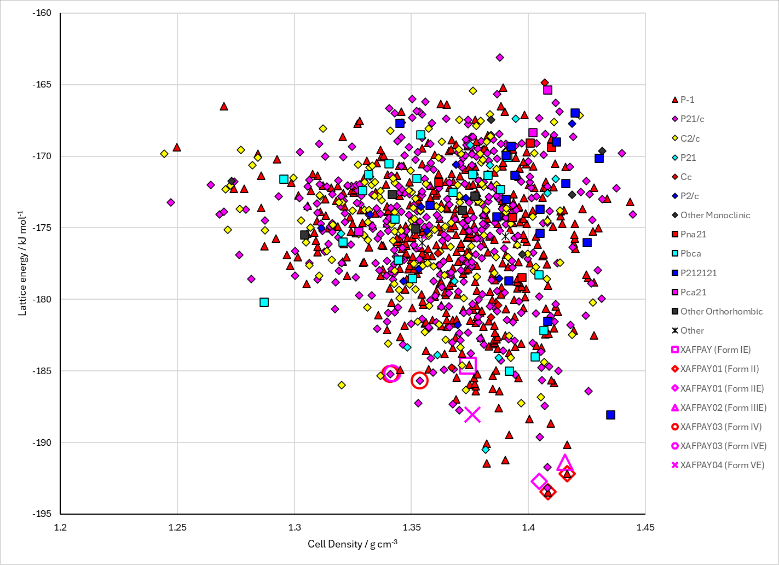 -160
-165
-170
-175
-180
-185
-190
-195
Lattice energy / kJ mol⁻¹
1.2
1.25
1.3
1.35
1.4
1.45
Cell Density / g cm⁻³
P-1
P21/c
C2/c
P21
Cc
P2/c
Other Monoclinic
Pna21
Pbca
P212121
Pca21
Other Orthorhombic
Other
XAFPAY (Form IE)
XAFPAY01 (Form II)
XAFPAY01 (Form IIE)
XAFPAY02 (Form IIIE)
XAFPAY03 (Form IV)
XAFPAY03 (Form IVE)
XAFPAY04 (Form VE)